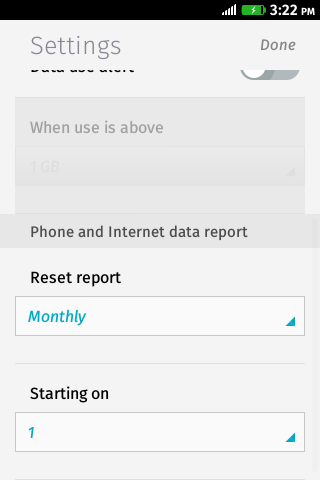 3:22 PM
Settings
Done
Data use alert
When use is above
1 GB
Phone and Internet data report
Reset report
Monthly
Starting on
1